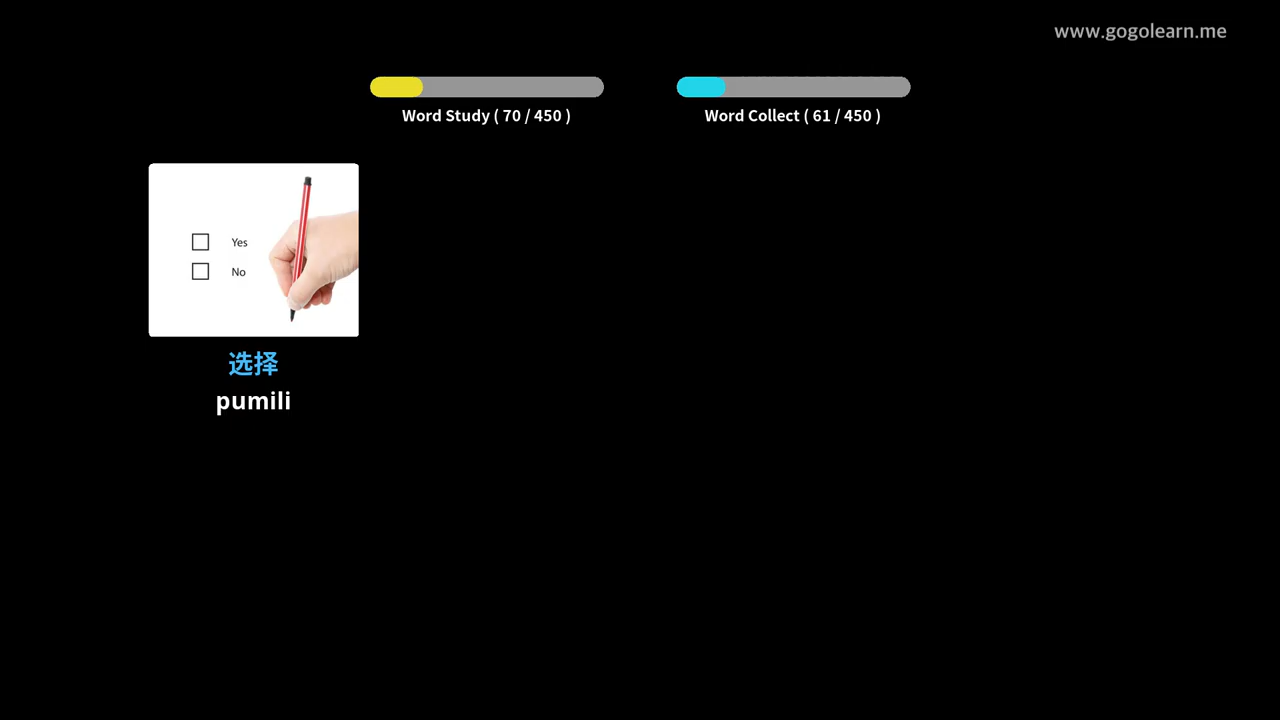 www.gogolearn.me
Word Study ( 70 / 450 )
Word Collect ( 61 / 450 )
Yes
No
选择
pumili